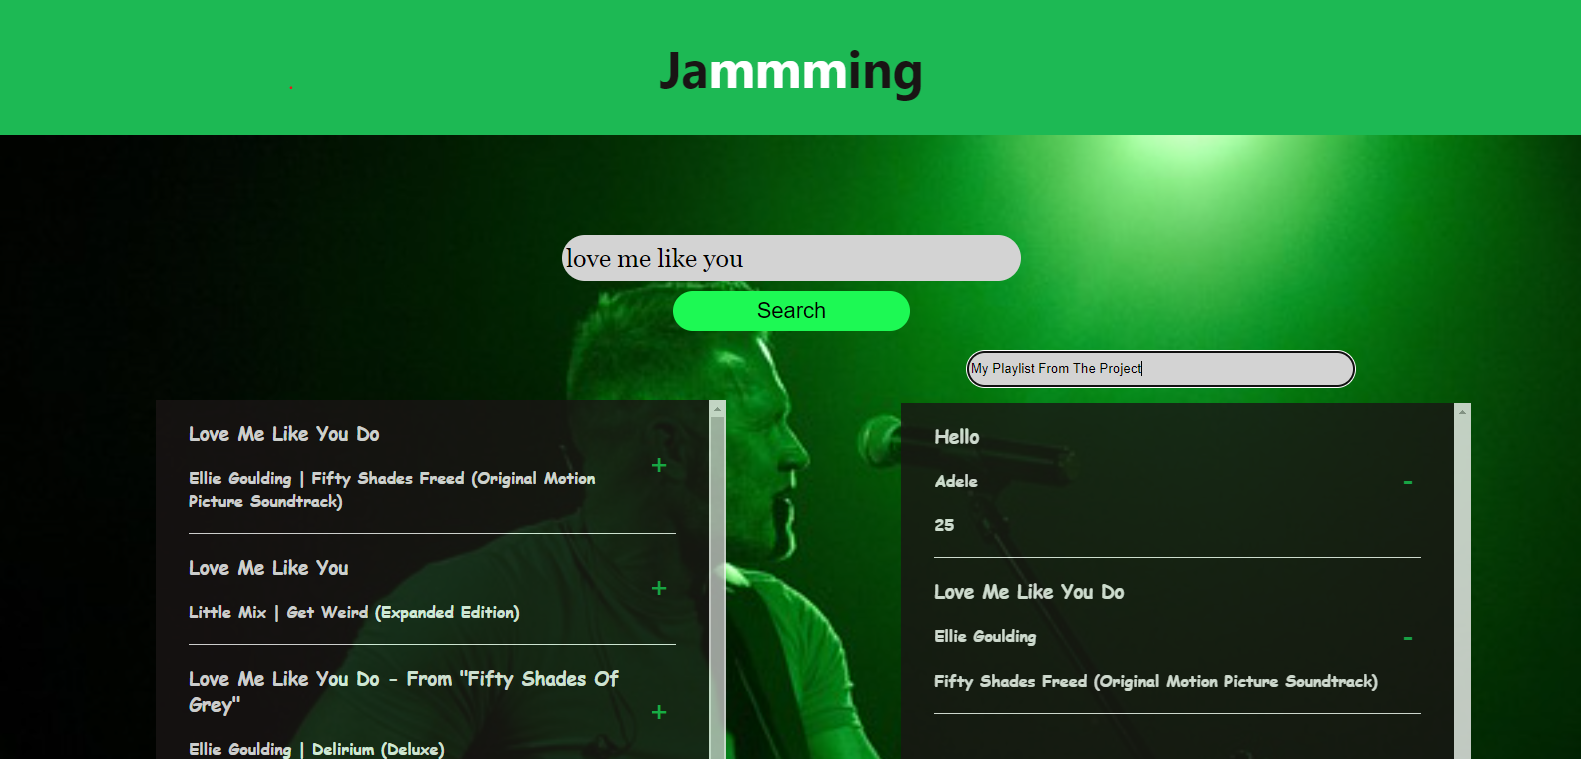 Jammming
love me like you
Search
My Playlist From The Project
Love Me Like You Do
+
Ellie Goulding | Fifty Shades Freed (Original Motion
Picture Soundtrack)
Love Me Like You
+
Little Mix | Get Weird (Expanded Edition)
Love Me Like You Do - From "Fifty Shades Of
Grey"
+
Ellie Goulding | Delirium (Deluxe)
Hello
Adele
-
25
Love Me Like You Do
Ellie Goulding
-
Fifty Shades Freed (Original Motion Picture Soundtrack)